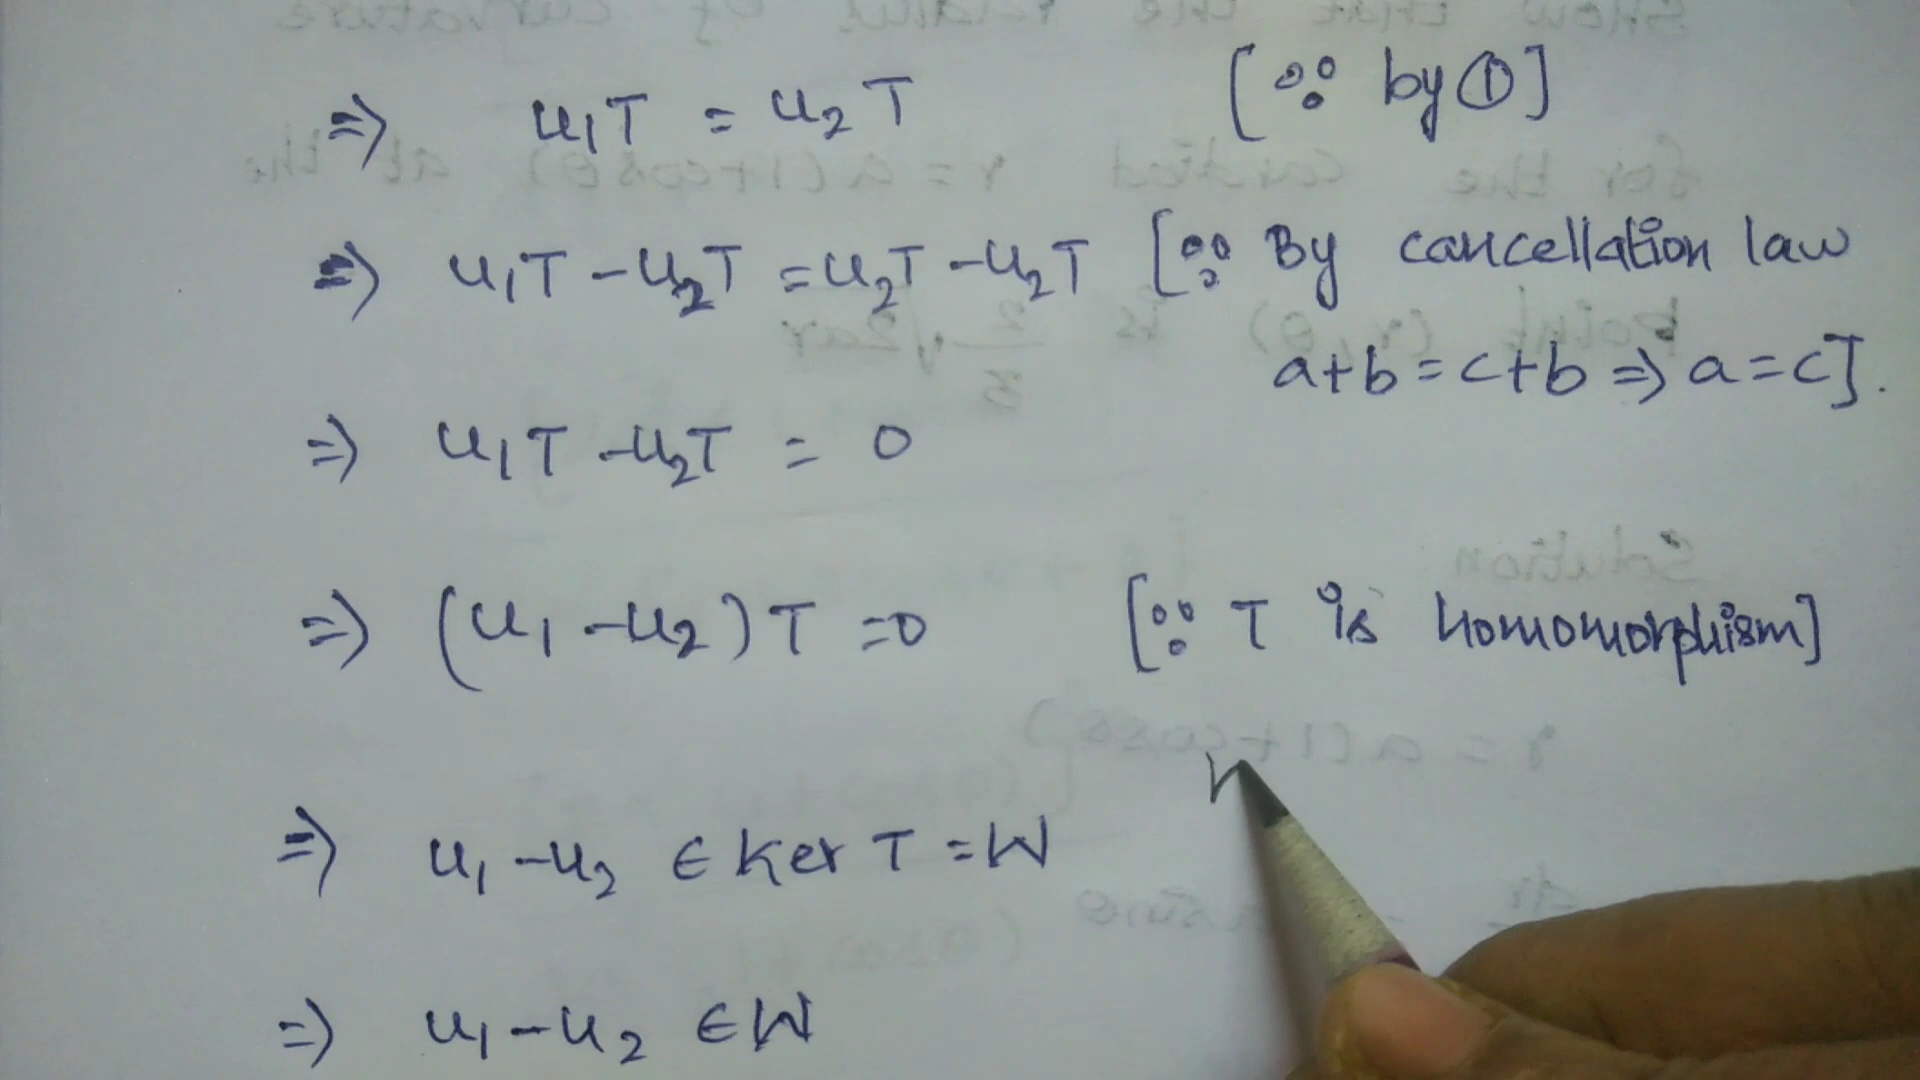 ⇒ u₁T = u₂T [∵ by ①]
⇒ u₁T - u₂T = u₂T - u₂T [∵ By cancellation law
a+b = c+b ⇒ a = c].
⇒ u₁T - u₂T = 0
⇒ (u₁ - u₂) T = 0 [∵ T is homomorphism]
⇒ u₁ - u₂ ∈ Ker T = W
⇒ u₁ - u₂ ∈ W